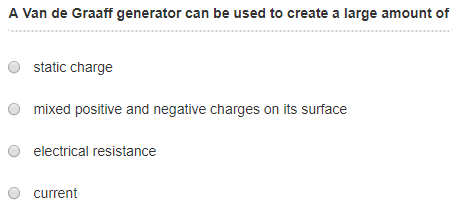 A Van de Graaff generator can be used to create a large amount of
static charge
mixed positive and negative charges on its surface
electrical resistance
current